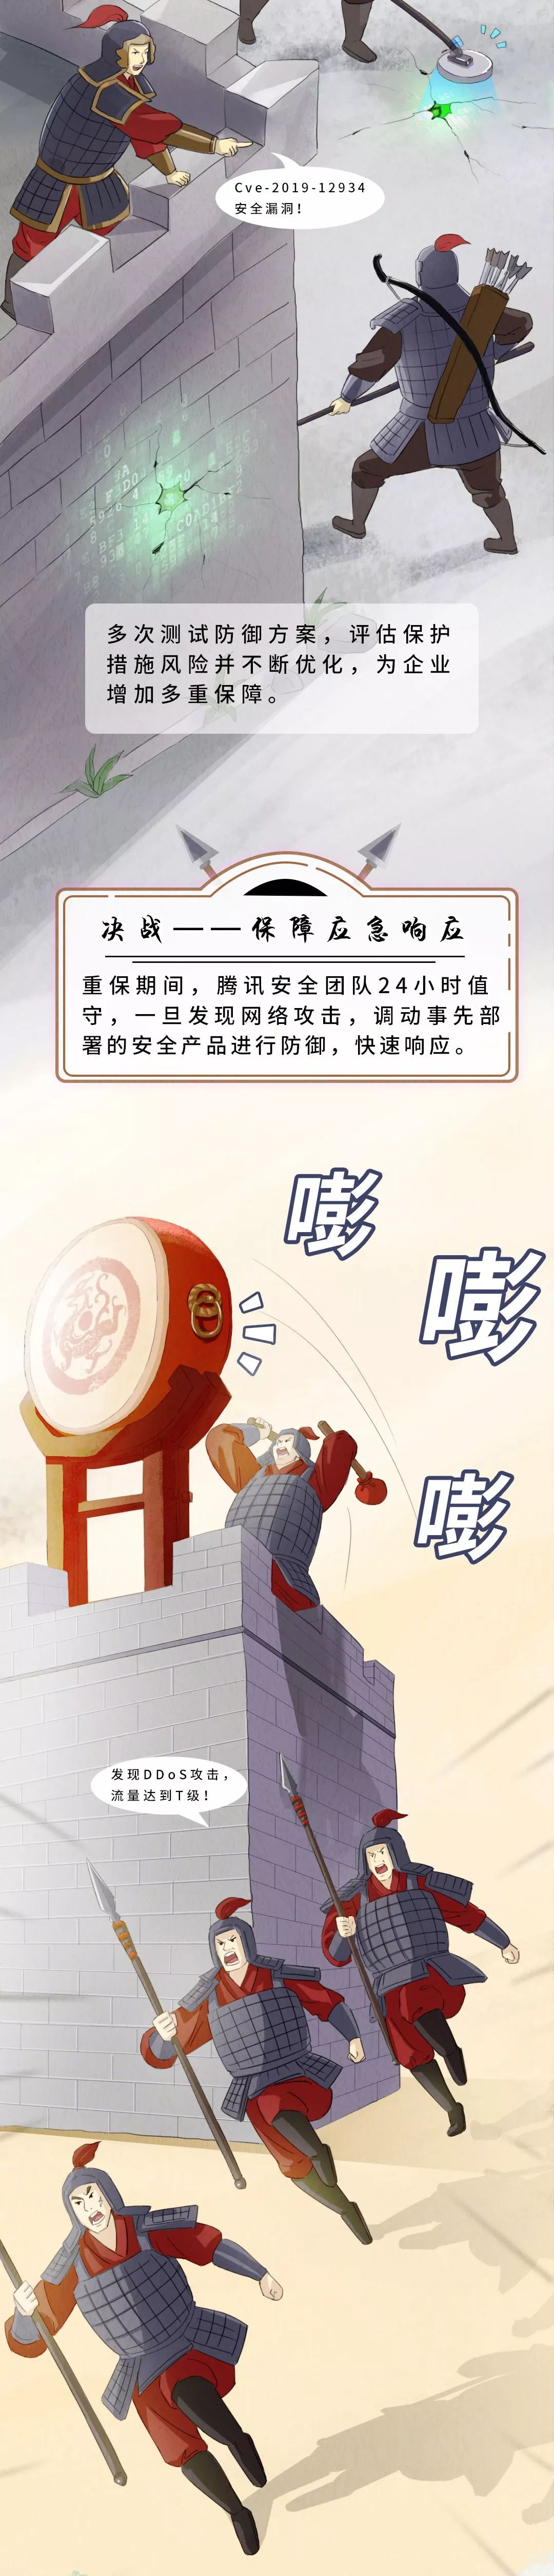 Cve-2019-12934
安全漏洞！
多次测试防御方案，评估保护
措施风险并不断优化，为企业
增加多重保障。
决战——保障应急响应
重保期间，腾讯安全团队24小时值
守，一旦发现网络攻击，调动事先部
署的安全产品进行防御，快速响应。
嘭
嘭
嘭
发现DDoS攻击，
流量达到T级！